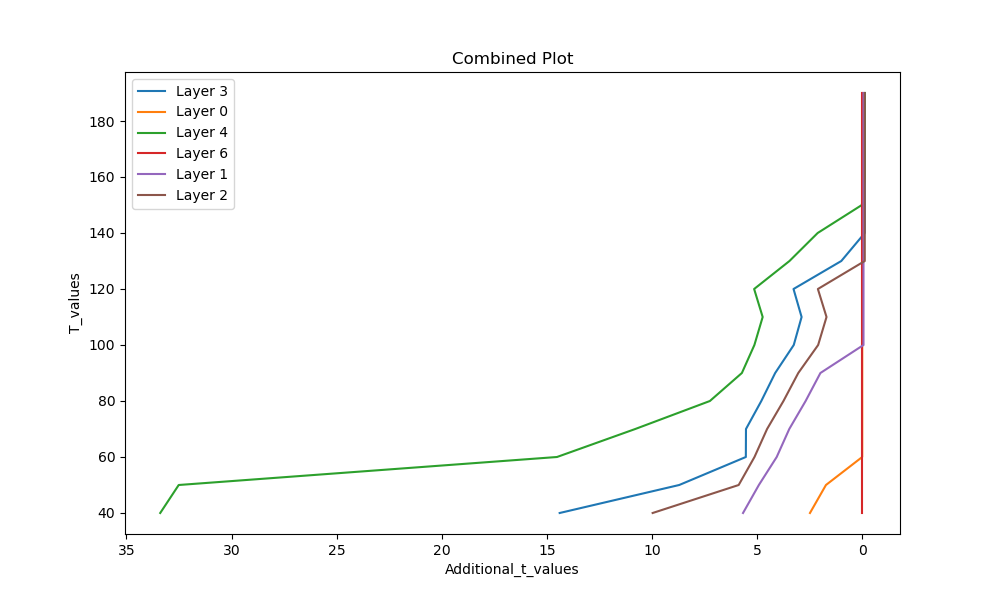 Combined Plot
Layer 3
Layer 0
Layer 4
Layer 6
Layer 1
Layer 2
T_values
180
160
140
120
100
80
60
40
35 30 25 20 15 10 5 0
Additional_t_values